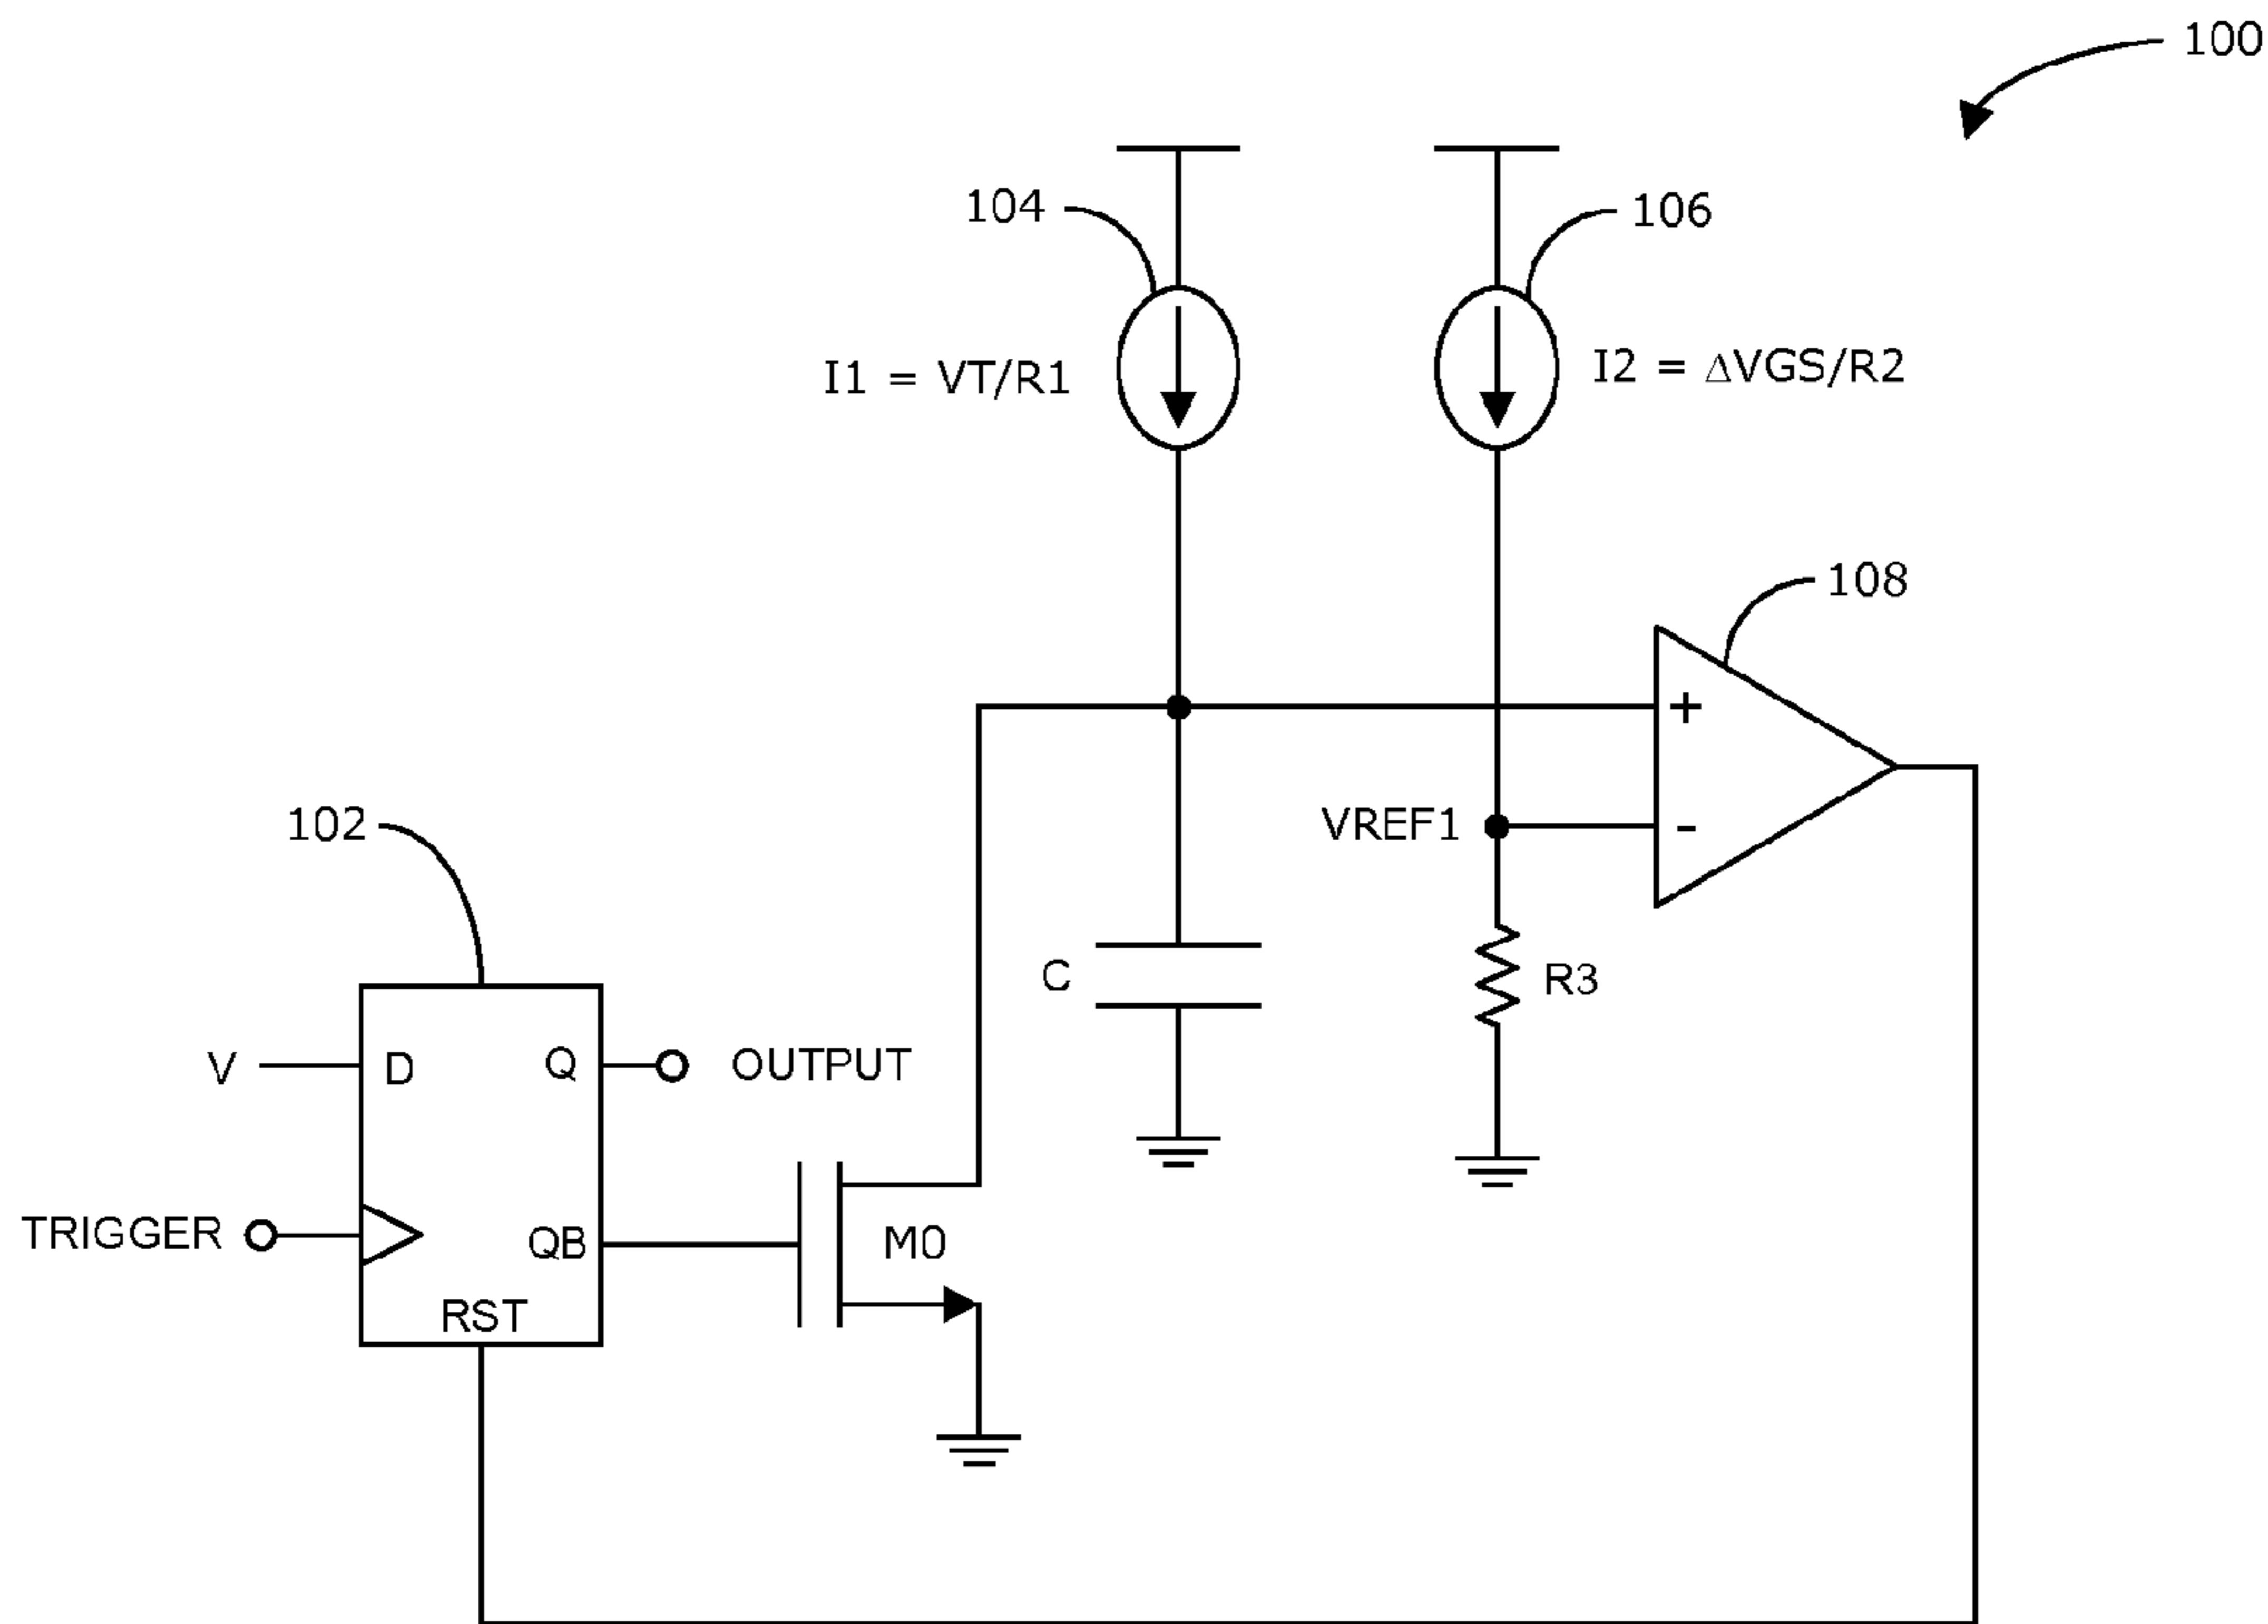 100
104
106
I1 = VT/R1
I2 = ΔVGS/R2
108
+
VREF1
-
102
C
R3
V
D
Q
OUTPUT
TRIGGER
QB
M0
RST